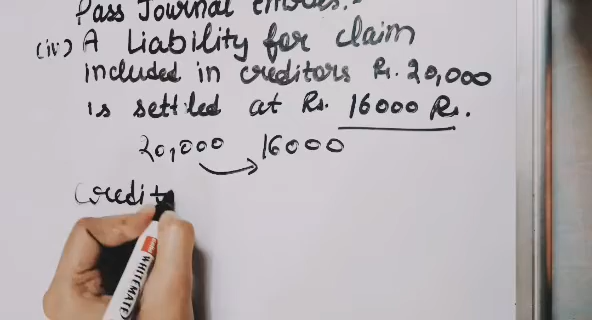 Pass Journal entries:-
(iv) A Liability for claim
included in creditors Rs. 20,000
is settled at Rs. 16000 Rs.
20,000 16000
Credit
WHITEMATE